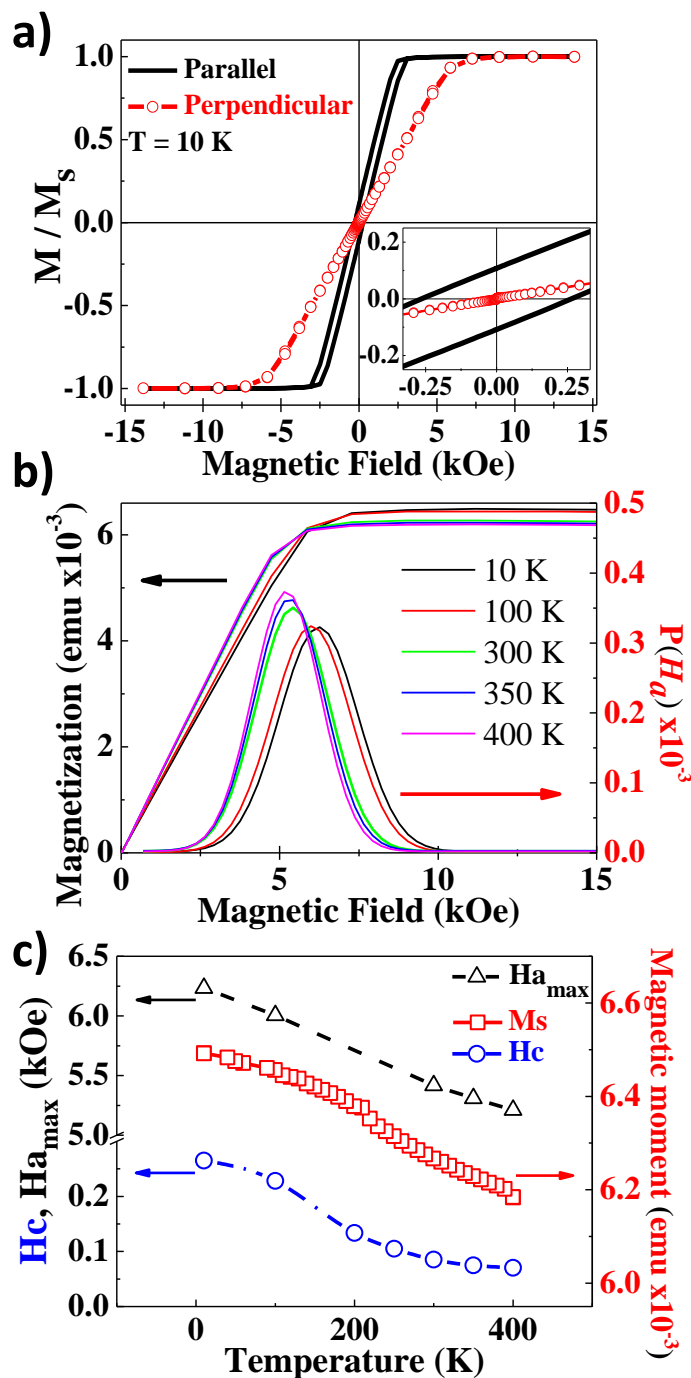 a)
Parallel
Perpendicular
T = 10 K
M / M_s
1.0
0.5
0.0
-0.5
-1.0
0.2
0.0
-0.2
-0.25 0.00 0.25
-15 -10 -5 0 5 10 15
Magnetic Field (kOe)
b)
Magnetization (emu x10^-3)
6
4
2
0
10 K
100 K
300 K
350 K
400 K
0.5
0.4
0.3
0.2
0.1
0.0
P(H_a) x10^-3
0 5 10 15
Magnetic Field (kOe)
c)
Hc, Ha_max (kOe)
6.5
6.0
5.5
5.0
0.2
0.1
0.0
Ha_max
Ms
Hc
6.6
6.4
6.2
6.0
Magnetic moment (emu x10^-3)
0 200 400
Temperature (K)